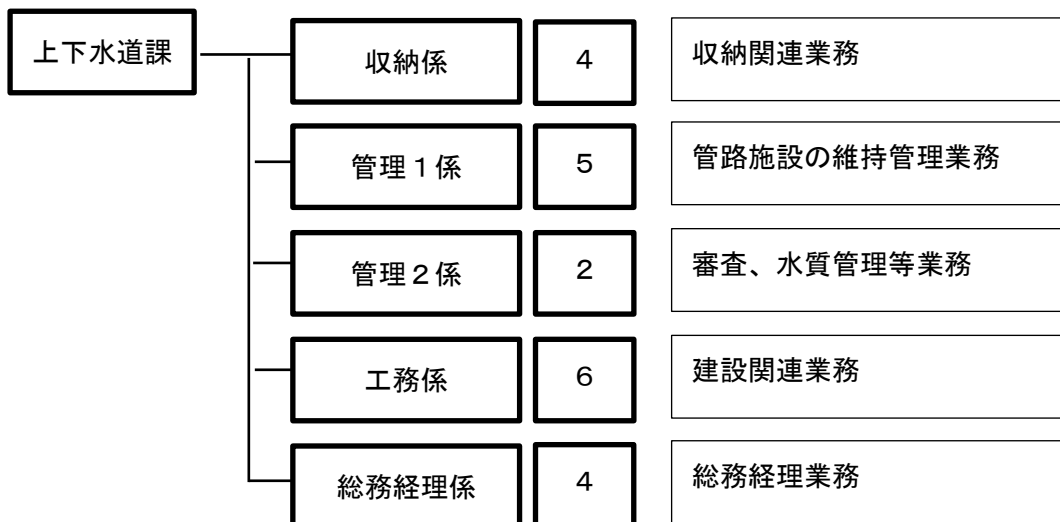 上下水道課
収納係 ４ 収納関連業務
管理１係 ５ 管路施設の維持管理業務
管理２係 ２ 審査、水質管理等業務
工務係 ６ 建設関連業務
総務経理係 ４ 総務経理業務